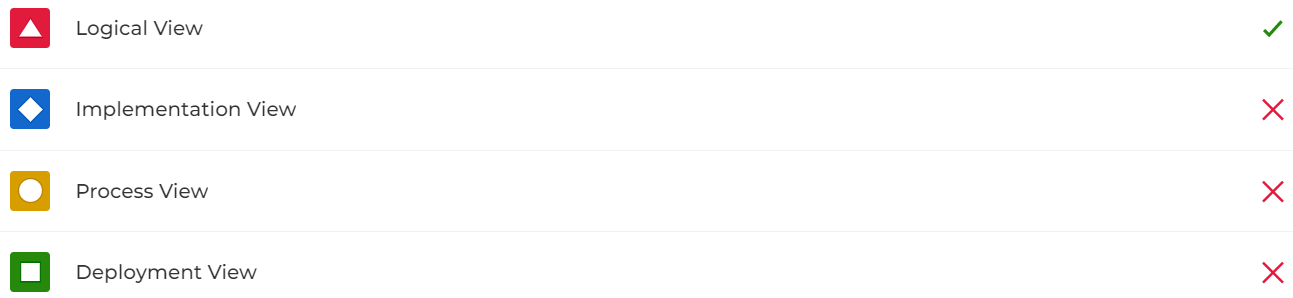 Logical View
Implementation View
Process View
Deployment View